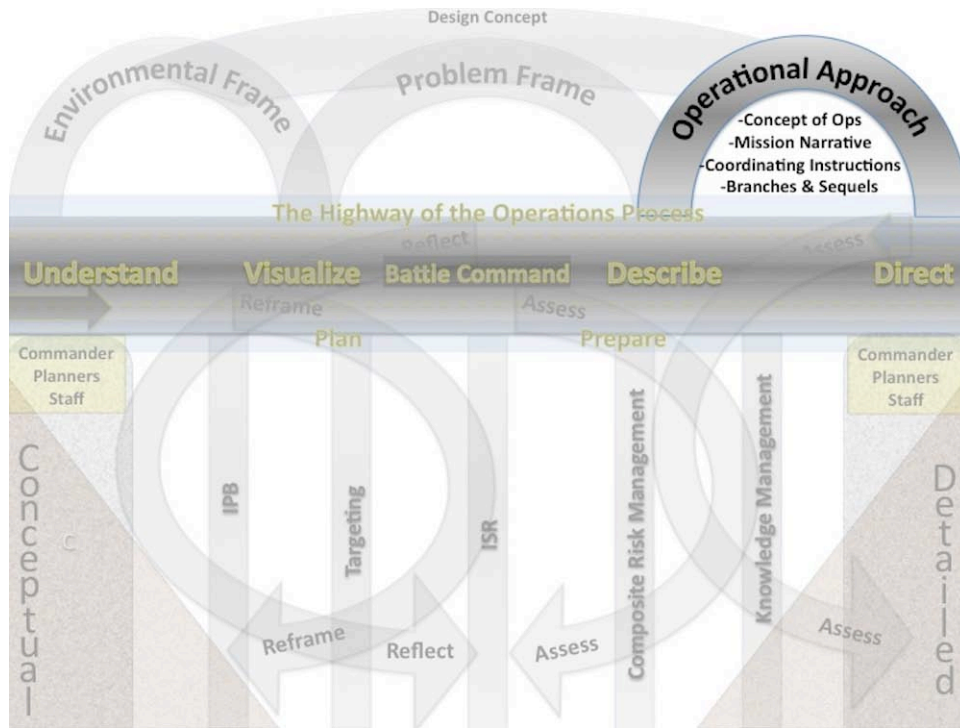 Design Concept
Environmental Frame
Problem Frame
Operational Approach
-Concept of Ops
-Mission Narrative
-Coordinating Instructions
-Branches & Sequels
The Highway of the Operations Process
Reflect
Assess
Understand
Visualize
Battle Command
Describe
Direct
Reframe
Assess
Plan
Prepare
Commander
Planners
Staff
Commander
Planners
Staff
Conceptual
C
IPB
Targeting
ISR
Composite Risk Management
Knowledge Management
Detailed
Reframe
Reflect
Assess
Assess